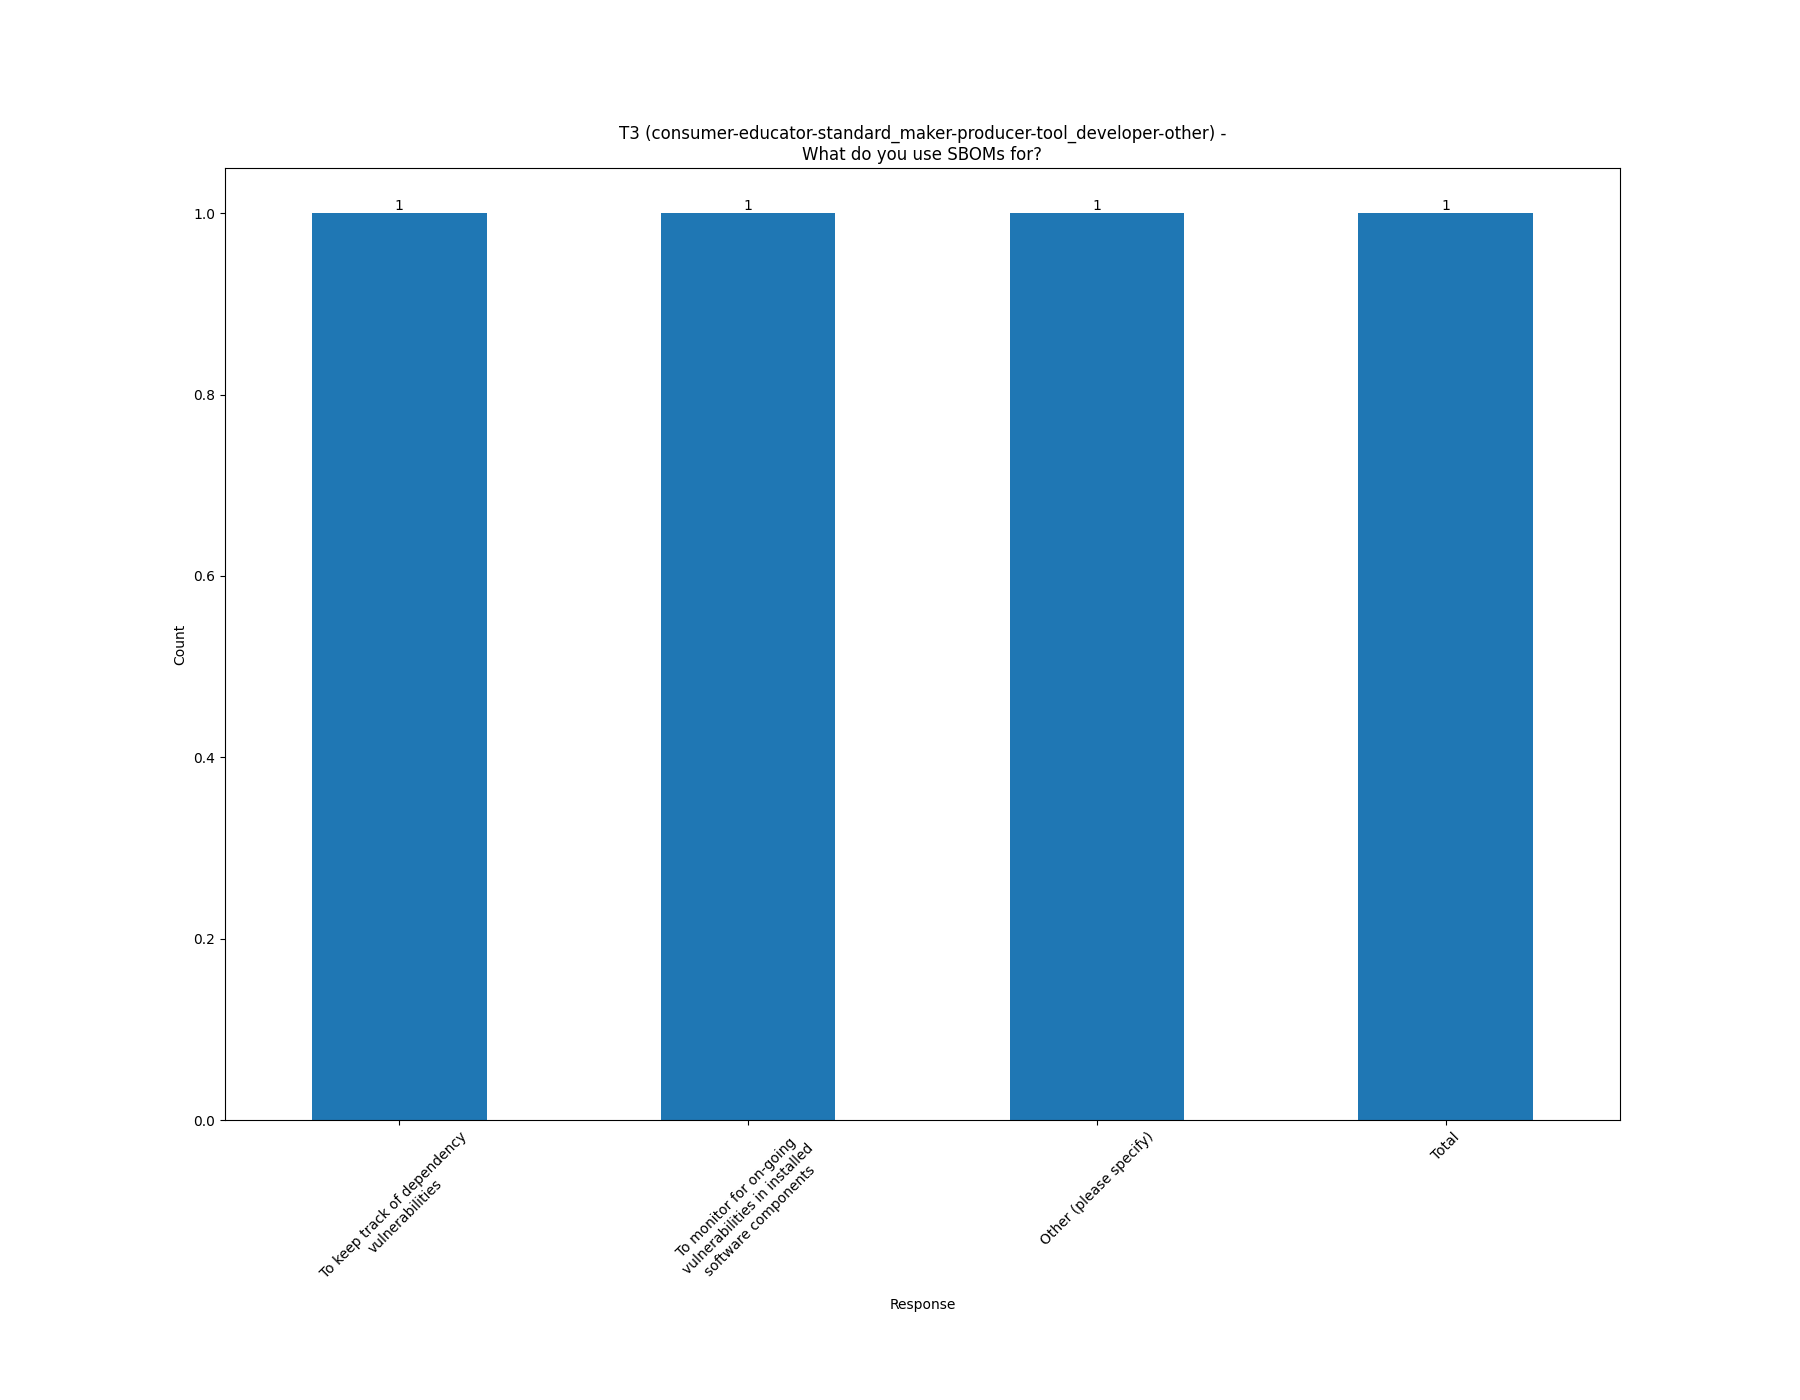 T3 (consumer-educator-standard_maker-producer-tool_developer-other) -
What do you use SBOMs for?
1
1
1
1
1.0
0.8
0.6
0.4
0.2
0.0
Count
To keep track of dependency
vulnerabilities
To monitor for on-going
vulnerabilities in installed
software components
Other (please specify)
Total
Response